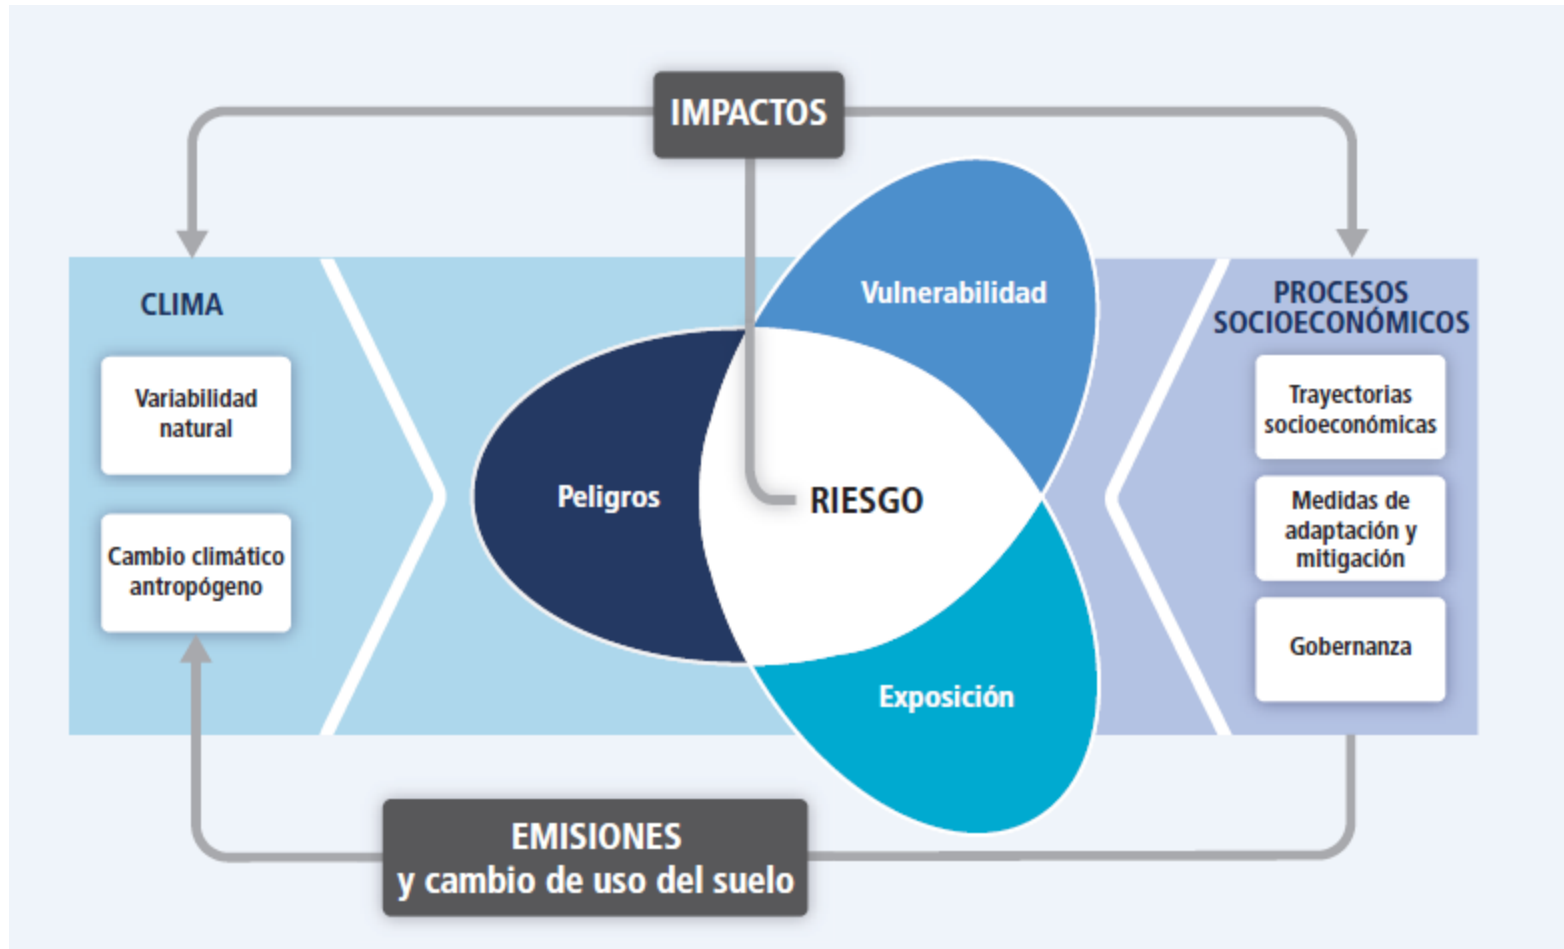 IMPACTOS
CLIMA
Variabilidad
natural
Cambio climático
antropógeno
Vulnerabilidad
Peligros
RIESGO
Exposición
PROCESOS
SOCIOECONÓMICOS
Trayectorias
socioeconómicas
Medidas de
adaptación y
mitigación
Gobernanza
EMISIONES
y cambio de uso del suelo